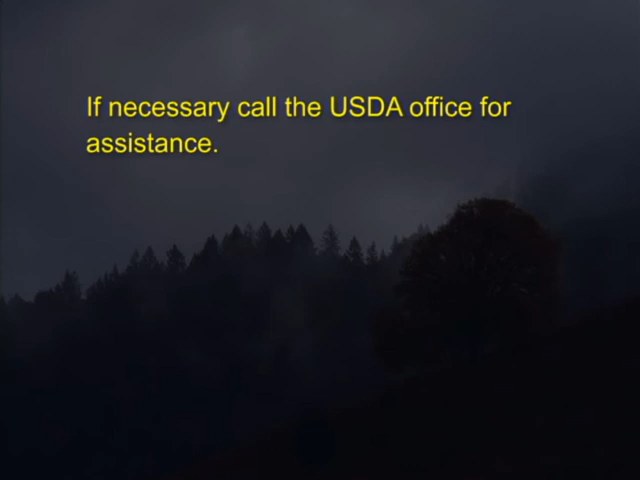 If necessary call the USDA office for
assistance.